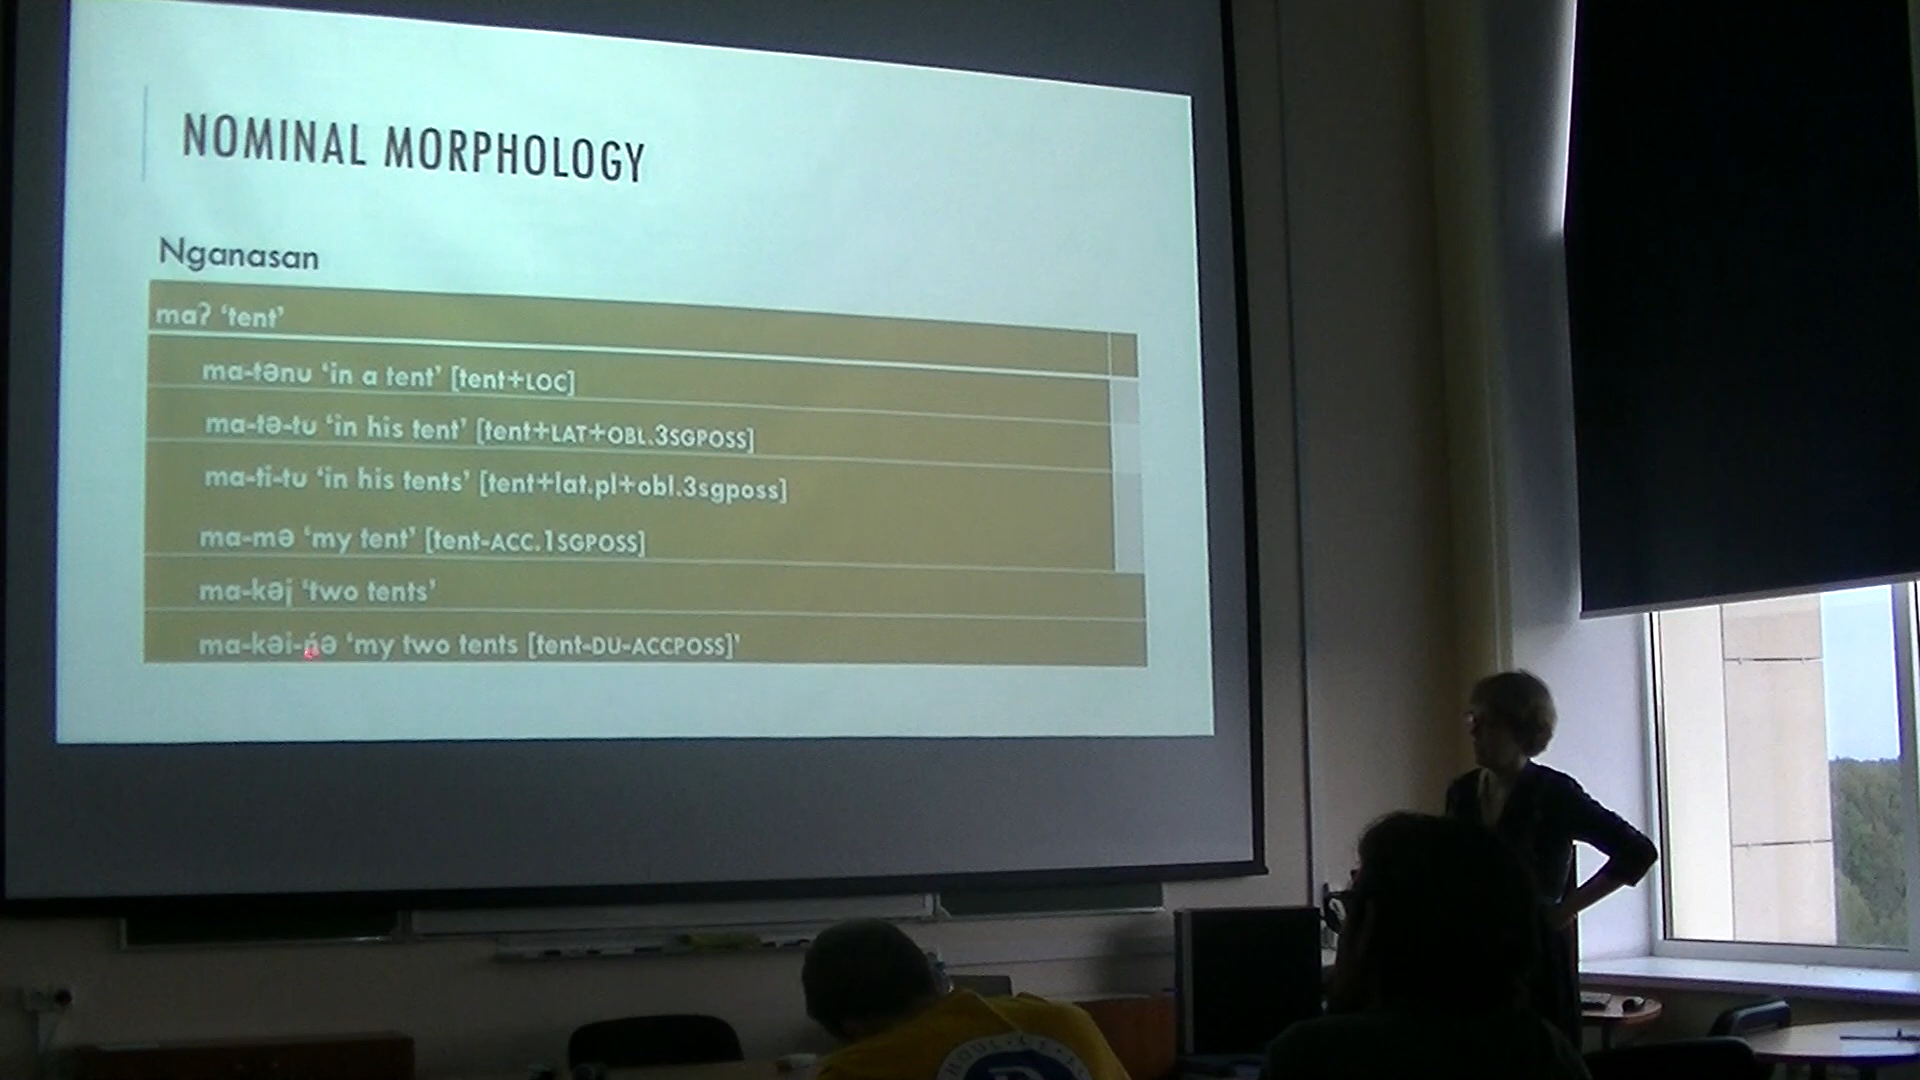 NOMINAL MORPHOLOGY
Nganasan
maʔ ‘tent’
ma-tənu ‘in a tent’ [tent+LOC]
ma-tə-tu ‘in his tent’ [tent+LAT+OBL.3SGPOSS]
ma-ti-tu ‘in his tents’ [tent+lat.pl+obl.3sgposs]
ma-mə ‘my tent’ [tent-ACC.1SGPOSS]
ma-kəj ‘two tents’
ma-kəi-ńə ‘my two tents [tent-DU-ACCPOSS]’